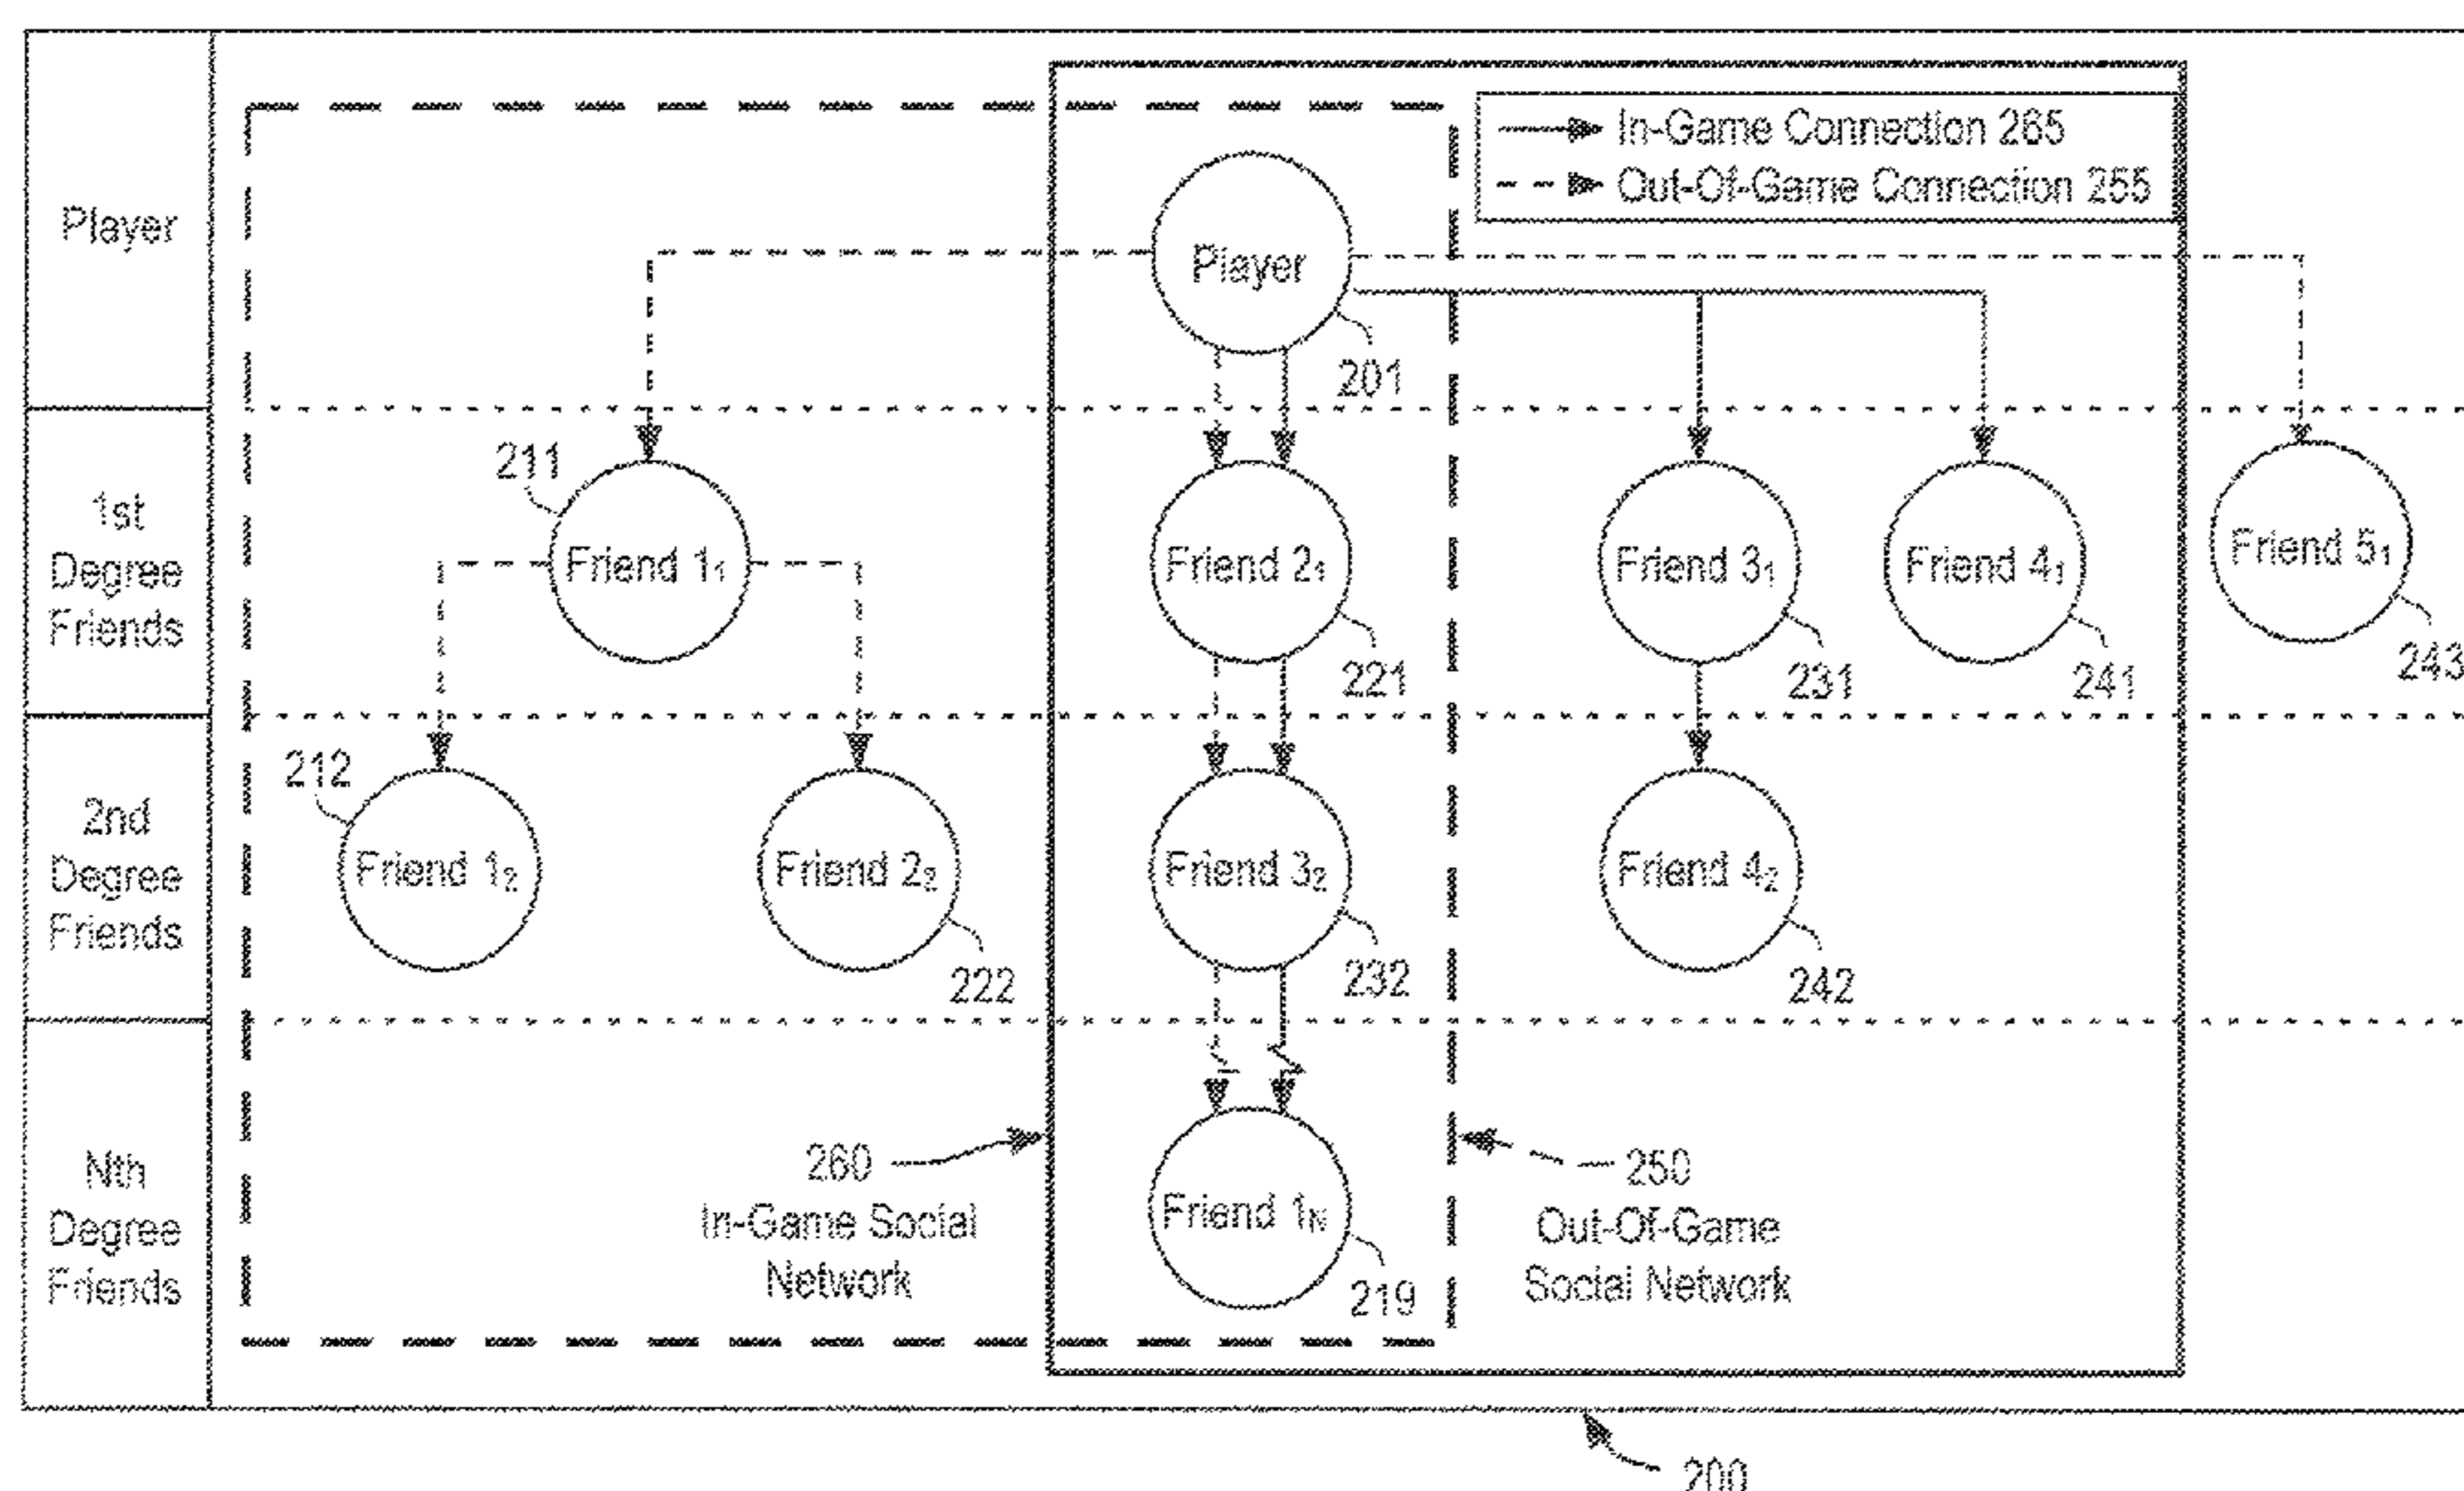 In-Game Connection 265
Out-Of-Game Connection 255
Player
Player
201
1st
Degree
Friends
211
Friend 1₁
Friend 2₁
221
Friend 3₁
231
Friend 4₁
241
Friend 5₁
243
2nd
Degree
Friends
212
Friend 1₂
Friend 2₂
222
Friend 3₂
232
Friend 4₂
242
Nth
Degree
Friends
260
In-Game Social
Network
Friend 1N
219
250
Out-Of-Game
Social Network
200